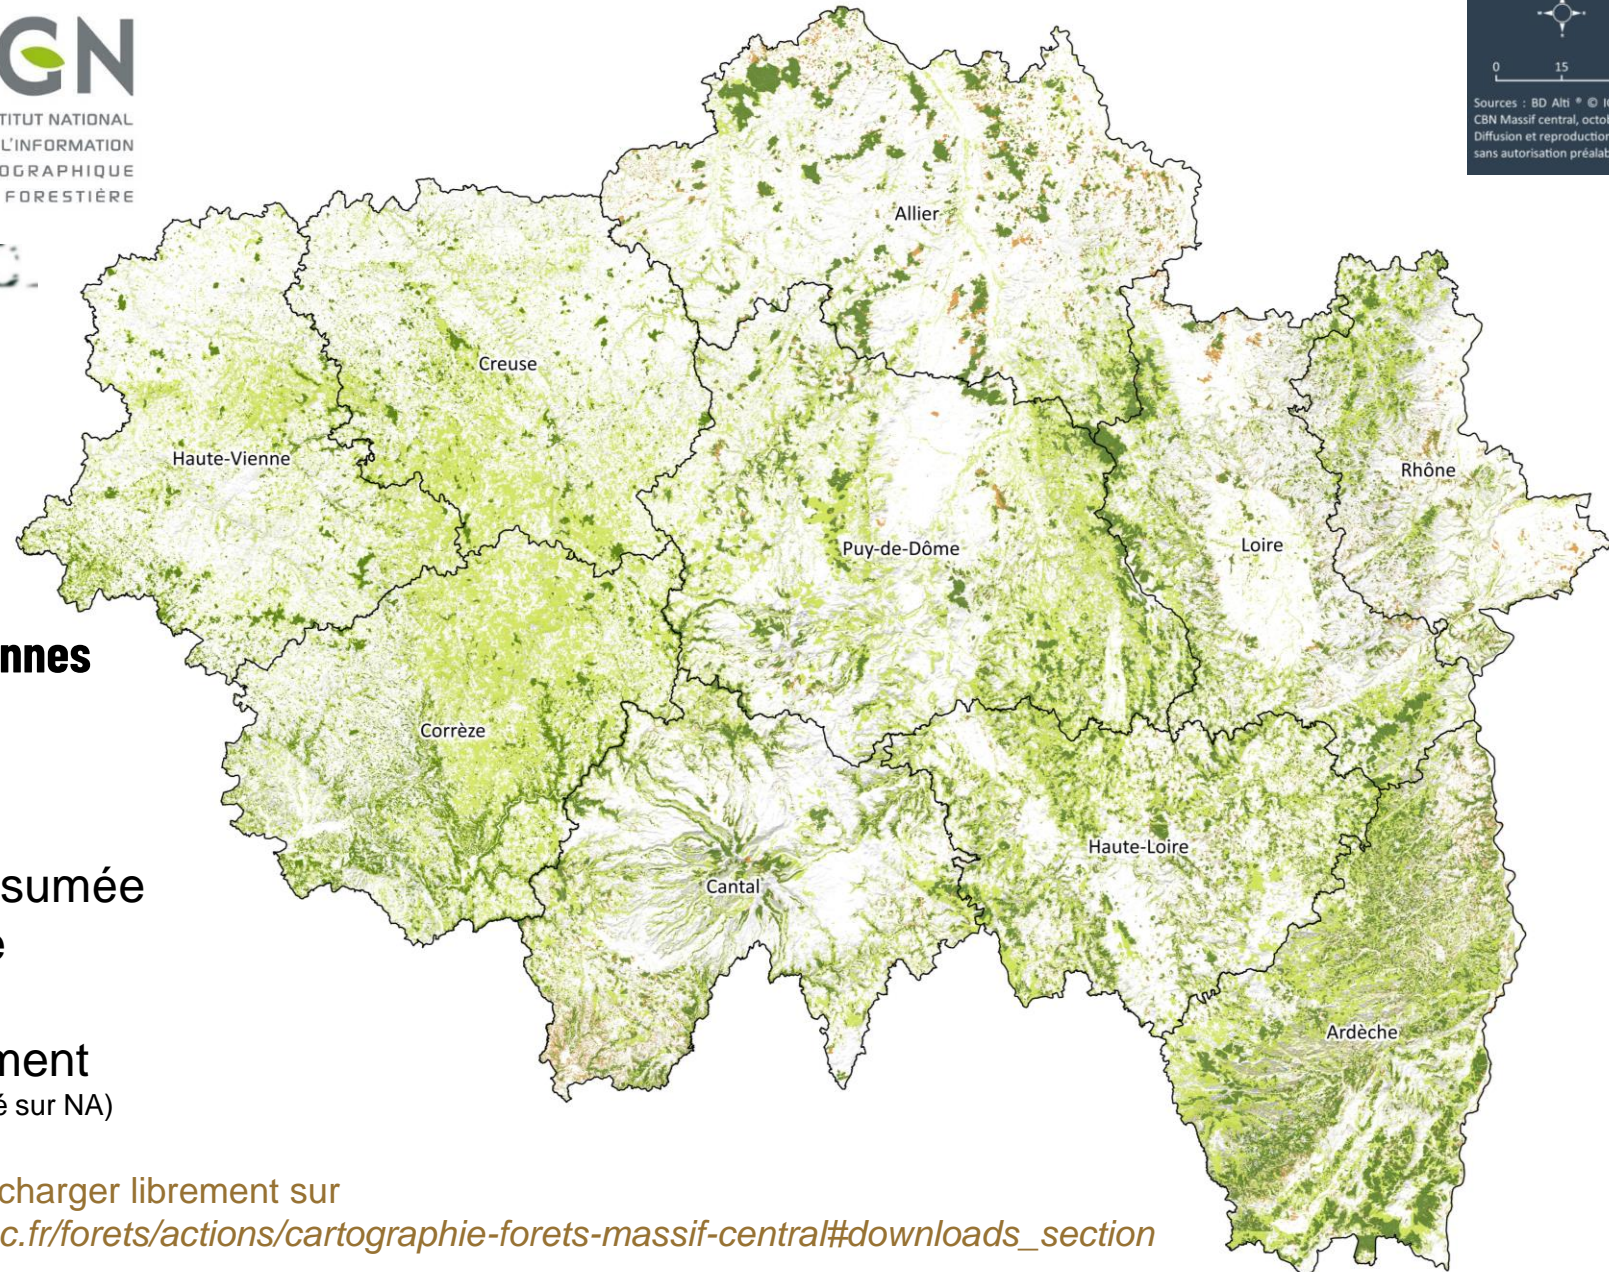 GN
TITUT NATIONAL
L'INFORMATION
OGRAPHIQUE
FORESTIÈRE
0 15
Sources : BD Alti ® © I
CBN Massif central, octo
Diffusion et reproduction
sans autorisation préalab
Allier
Creuse
Haute-Vienne
Rhône
Puy-de-Dôme
Loire
nnes
Corrèze
Haute-Loire
sumée
Cantal
e
Ardèche
ment
é sur NA)
charger librement sur
c.fr/forets/actions/cartographie-forets-massif-central#downloads_section